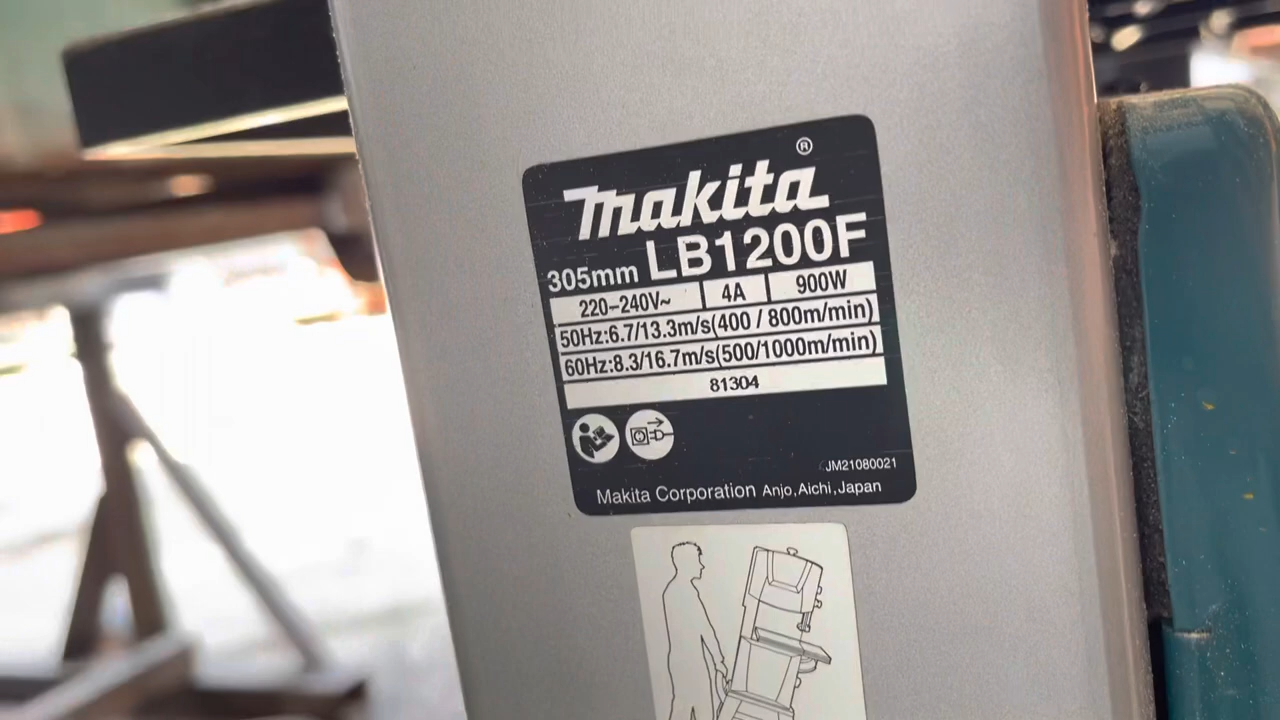 Makita®
305mm LB1200F
220-240V~ 4A 900W
50Hz:6.7/13.3m/s(400 / 800m/min)
60Hz:8.3/16.7m/s(500/1000m/min)
81304
JM21080021
Makita Corporation Anjo,Aichi,Japan